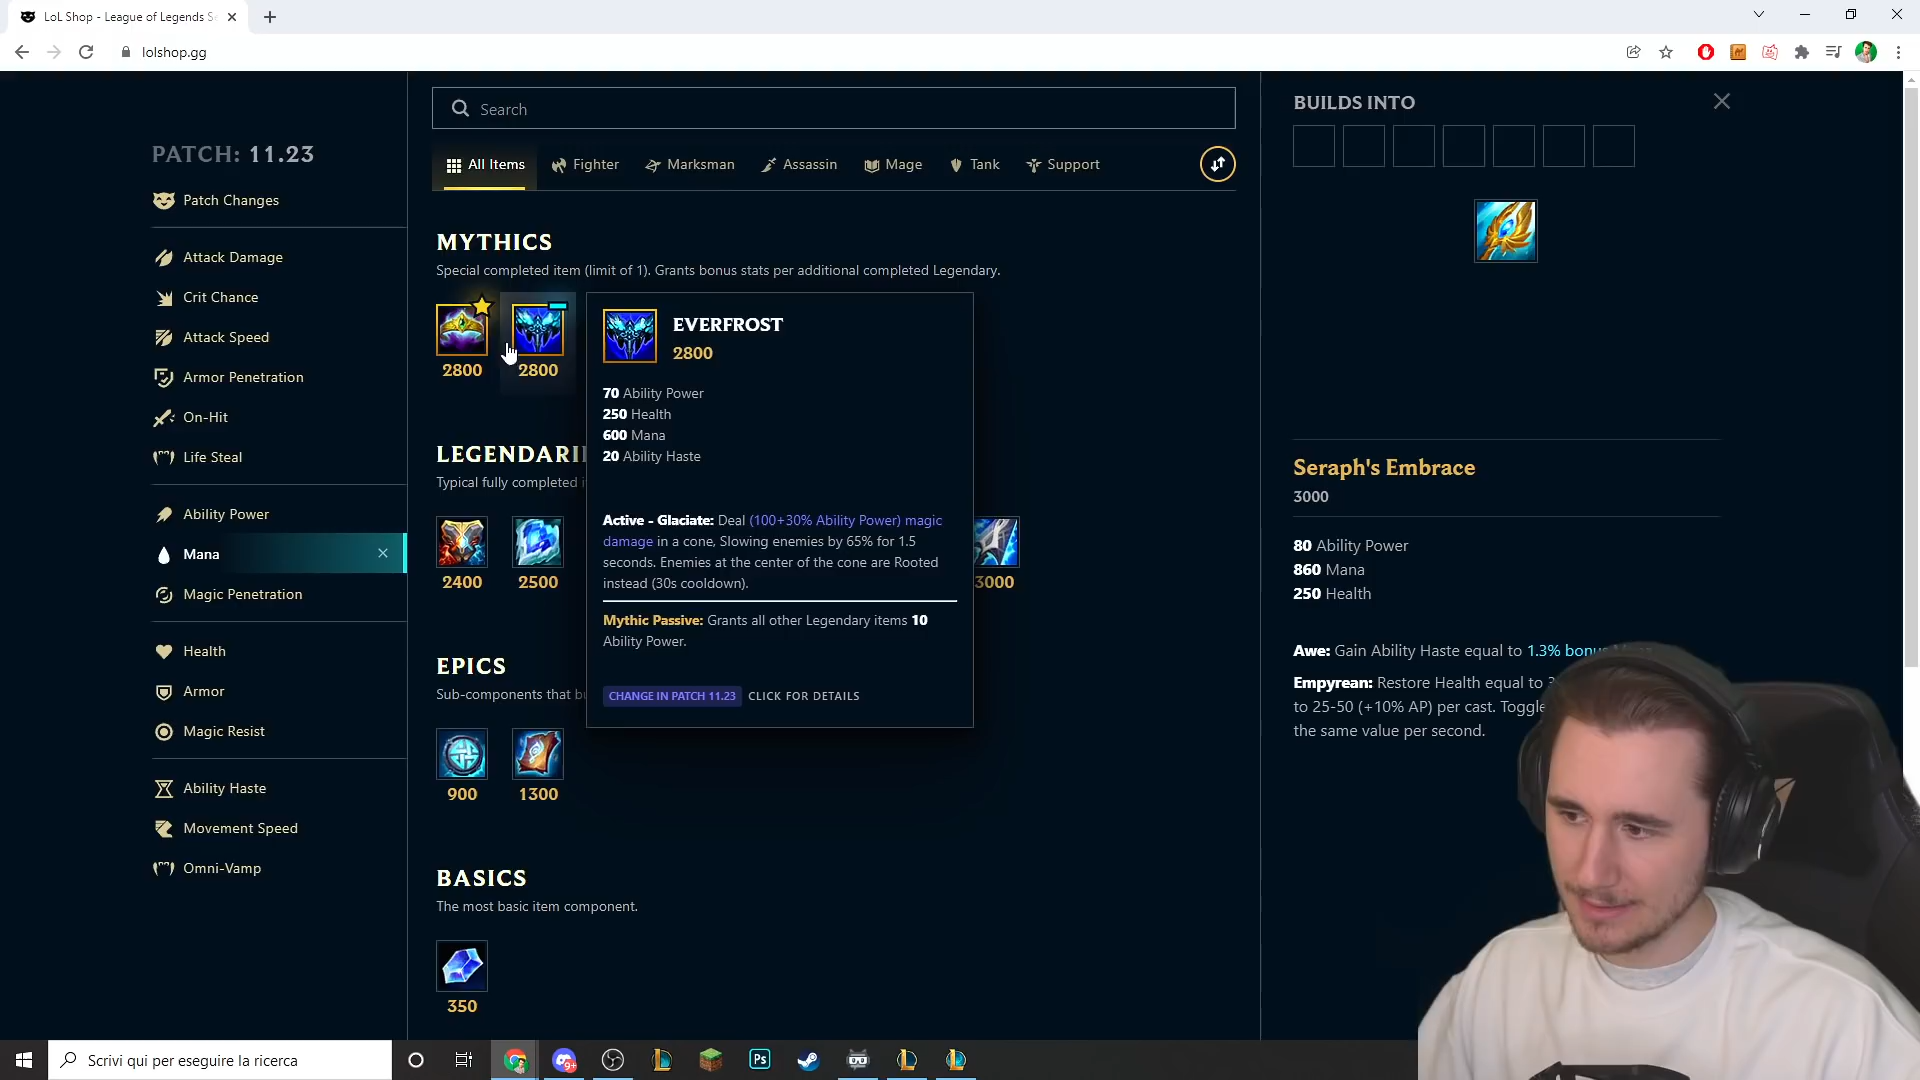 LoL Shop - League of Legends S
lolshop.gg
PATCH: 11.23
Patch Changes
Attack Damage
Crit Chance
Attack Speed
Armor Penetration
On-Hit
Life Steal
Ability Power
Mana
Magic Penetration
Health
Armor
Magic Resist
Ability Haste
Movement Speed
Omni-Vamp
Search
All Items
Fighter
Marksman
Assassin
Mage
Tank
Support
MYTHICS
Special completed item (limit of 1). Grants bonus stats per additional completed Legendary.
2800
2800
LEGENDARI
Typical fully completed i
2400
2500
3000
EPICS
Sub-components that b
900
1300
BASICS
The most basic item component.
350
EVERFROST
2800
70 Ability Power
250 Health
600 Mana
20 Ability Haste
Active - Glaciate: Deal (100+30% Ability Power) magic
damage in a cone, Slowing enemies by 65% for 1.5
seconds. Enemies at the center of the cone are Rooted
instead (30s cooldown).
Mythic Passive: Grants all other Legendary items 10
Ability Power.
CHANGE IN PATCH 11.23 CLICK FOR DETAILS
BUILDS INTO
Seraph's Embrace
3000
80 Ability Power
860 Mana
250 Health
Awe: Gain Ability Haste equal to 1.3% bonus
Empyrean: Restore Health equal to 3
to 25-50 (+10% AP) per cast. Toggle
the same value per second.
Scrivi qui per eseguire la ricerca
9+
Ps